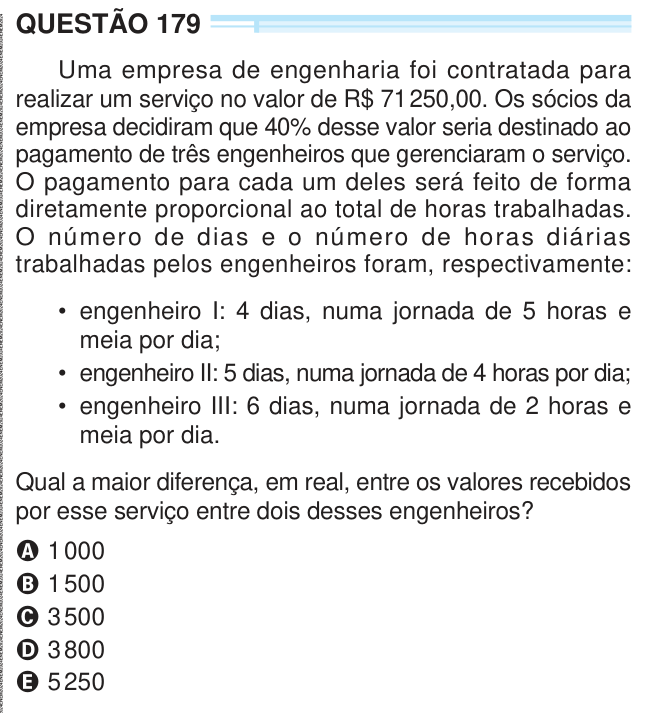 QUESTÃO 179
Uma empresa de engenharia foi contratada para
realizar um serviço no valor de R$ 71 250,00. Os sócios da
empresa decidiram que 40% desse valor seria destinado ao
pagamento de três engenheiros que gerenciaram o serviço.
O pagamento para cada um deles será feito de forma
diretamente proporcional ao total de horas trabalhadas.
O número de dias e o número de horas diárias
trabalhadas pelos engenheiros foram, respectivamente:
• engenheiro I: 4 dias, numa jornada de 5 horas e
meia por dia;
• engenheiro II: 5 dias, numa jornada de 4 horas por dia;
• engenheiro III: 6 dias, numa jornada de 2 horas e
meia por dia.
Qual a maior diferença, em real, entre os valores recebidos
por esse serviço entre dois desses engenheiros?
A 1 000
B 1 500
C 3 500
D 3 800
E 5 250